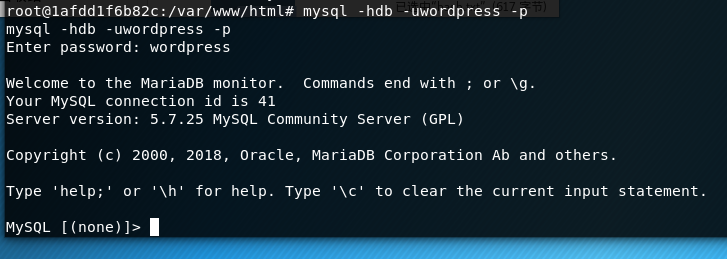 root@1afdd1f6b82c:/var/www/html# mysql -hdb -uwordpress -p
mysql -hdb -uwordpress -p
Enter password: wordpress
Welcome to the MariaDB monitor.  Commands end with ; or \g.
Your MySQL connection id is 41
Server version: 5.7.25 MySQL Community Server (GPL)
Copyright (c) 2000, 2018, Oracle, MariaDB Corporation Ab and others.
Type 'help;' or '\h' for help. Type '\c' to clear the current input statement.
MySQL [(none)]>